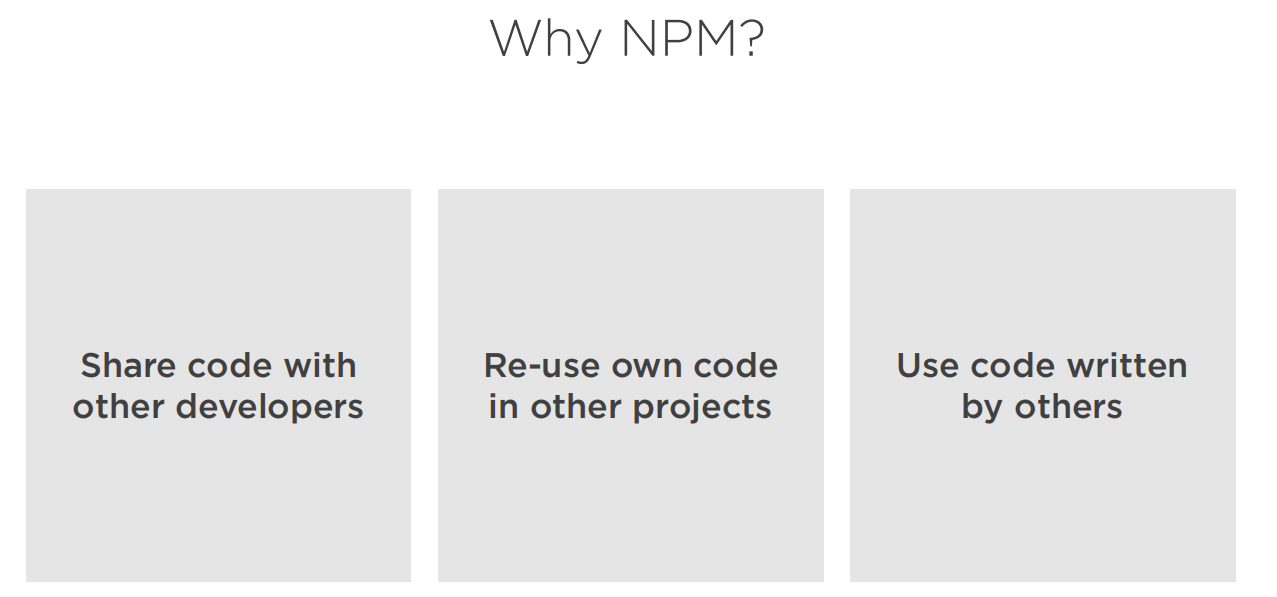 Why NPM?
Share code with
other developers
Re-use own code
in other projects
Use code written
by others